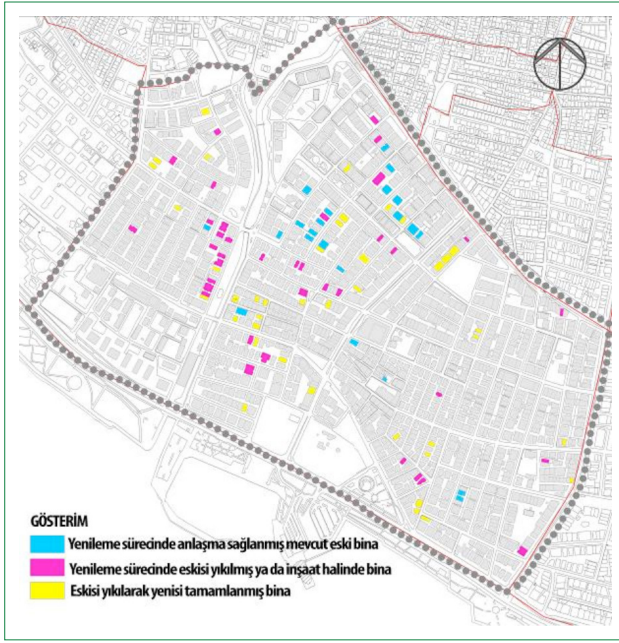 GÖSTERİM
Yenileme sürecinde anlaşma sağlanmış mevcut eski bina
Yenileme sürecinde eskisi yıkılmış ya da inşaat halinde bina
Eskisi yıkılarak yenisi tamamlanmış bina